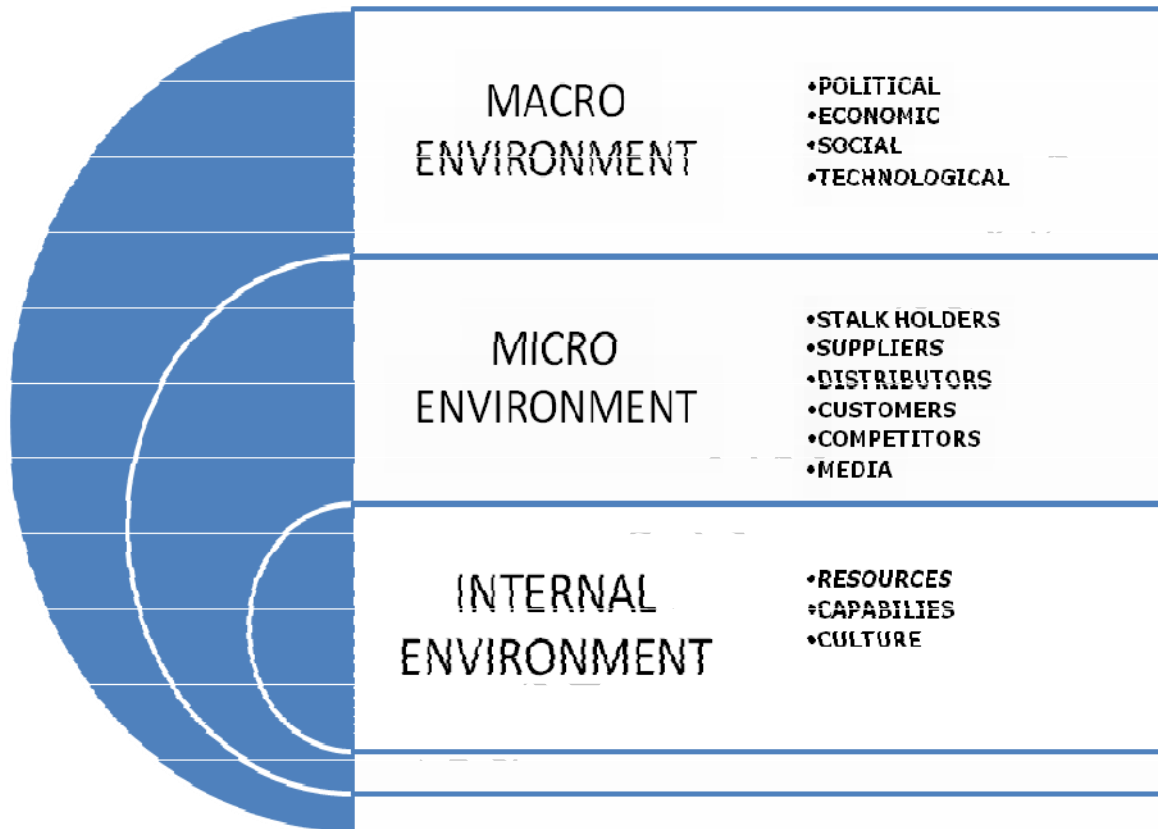 MACRO
ENVIRONMENT
•POLITICAL
•ECONOMIC
•SOCIAL
•TECHNOLOGICAL
MICRO
ENVIRONMENT
•STALK HOLDERS
•SUPPLIERS
•DISTRIBUTORS
•CUSTOMERS
•COMPETITORS
•MEDIA
INTERNAL
ENVIRONMENT
•RESOURCES
•CAPABILIES
•CULTURE